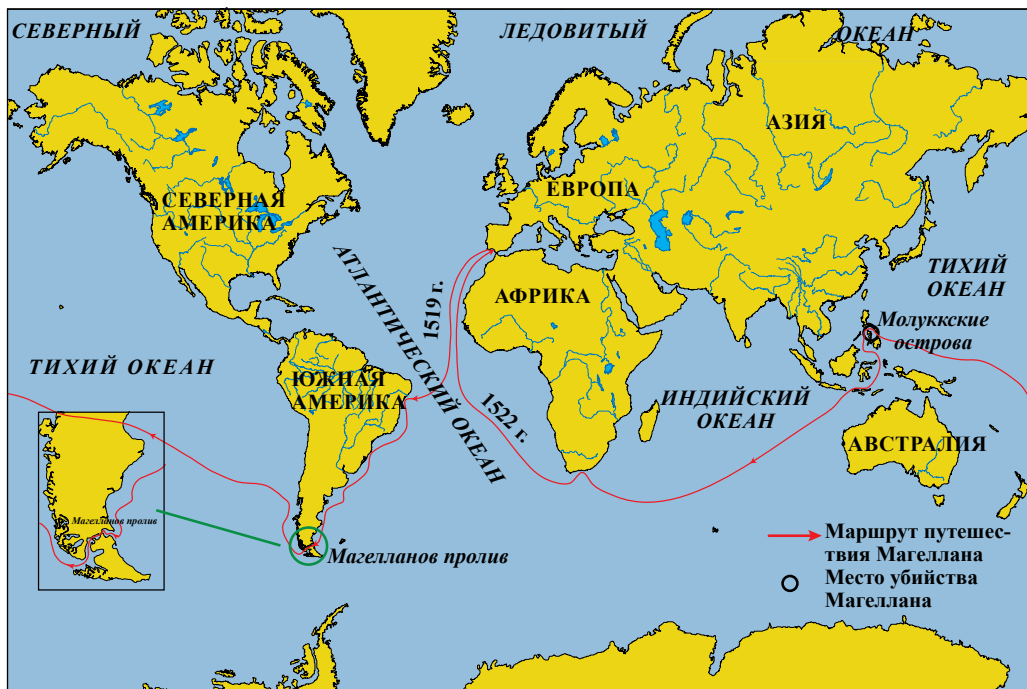 СЕВЕРНЫЙ
ЛЕДОВИТЫЙ
ОКЕАН
АЗИЯ
ЕВРОПА
СЕВЕРНАЯ
АМЕРИКА
АТЛАНТИЧЕСКИЙ ОКЕАН
1519 г.
АФРИКА
ТИХИЙ
ОКЕАН
Молуккские
острова
ТИХИЙ ОКЕАН
ЮЖНАЯ
АМЕРИКА
ИНДИЙСКИЙ
ОКЕАН
1522 г.
АВСТРАЛИЯ
Магелланов пролив
Магелланов пролив
Маршрут путешес-
твия Магеллана
Место убийства
Магеллана